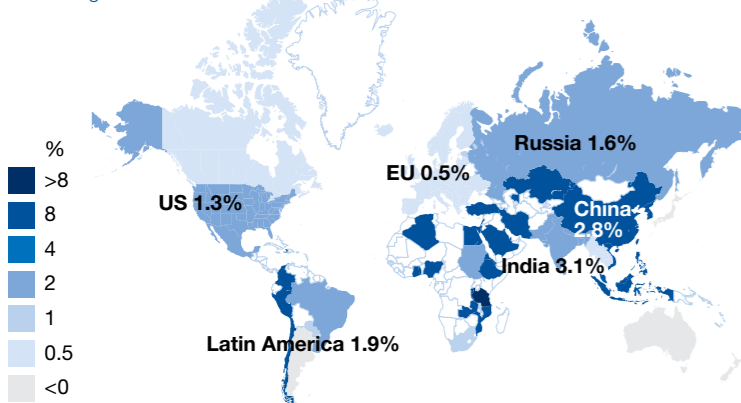 %
>8
8
4
2
1
0.5
<0
US 1.3%
EU 0.5%
Russia 1.6%
China
2.8%
India 3.1%
Latin America 1.9%